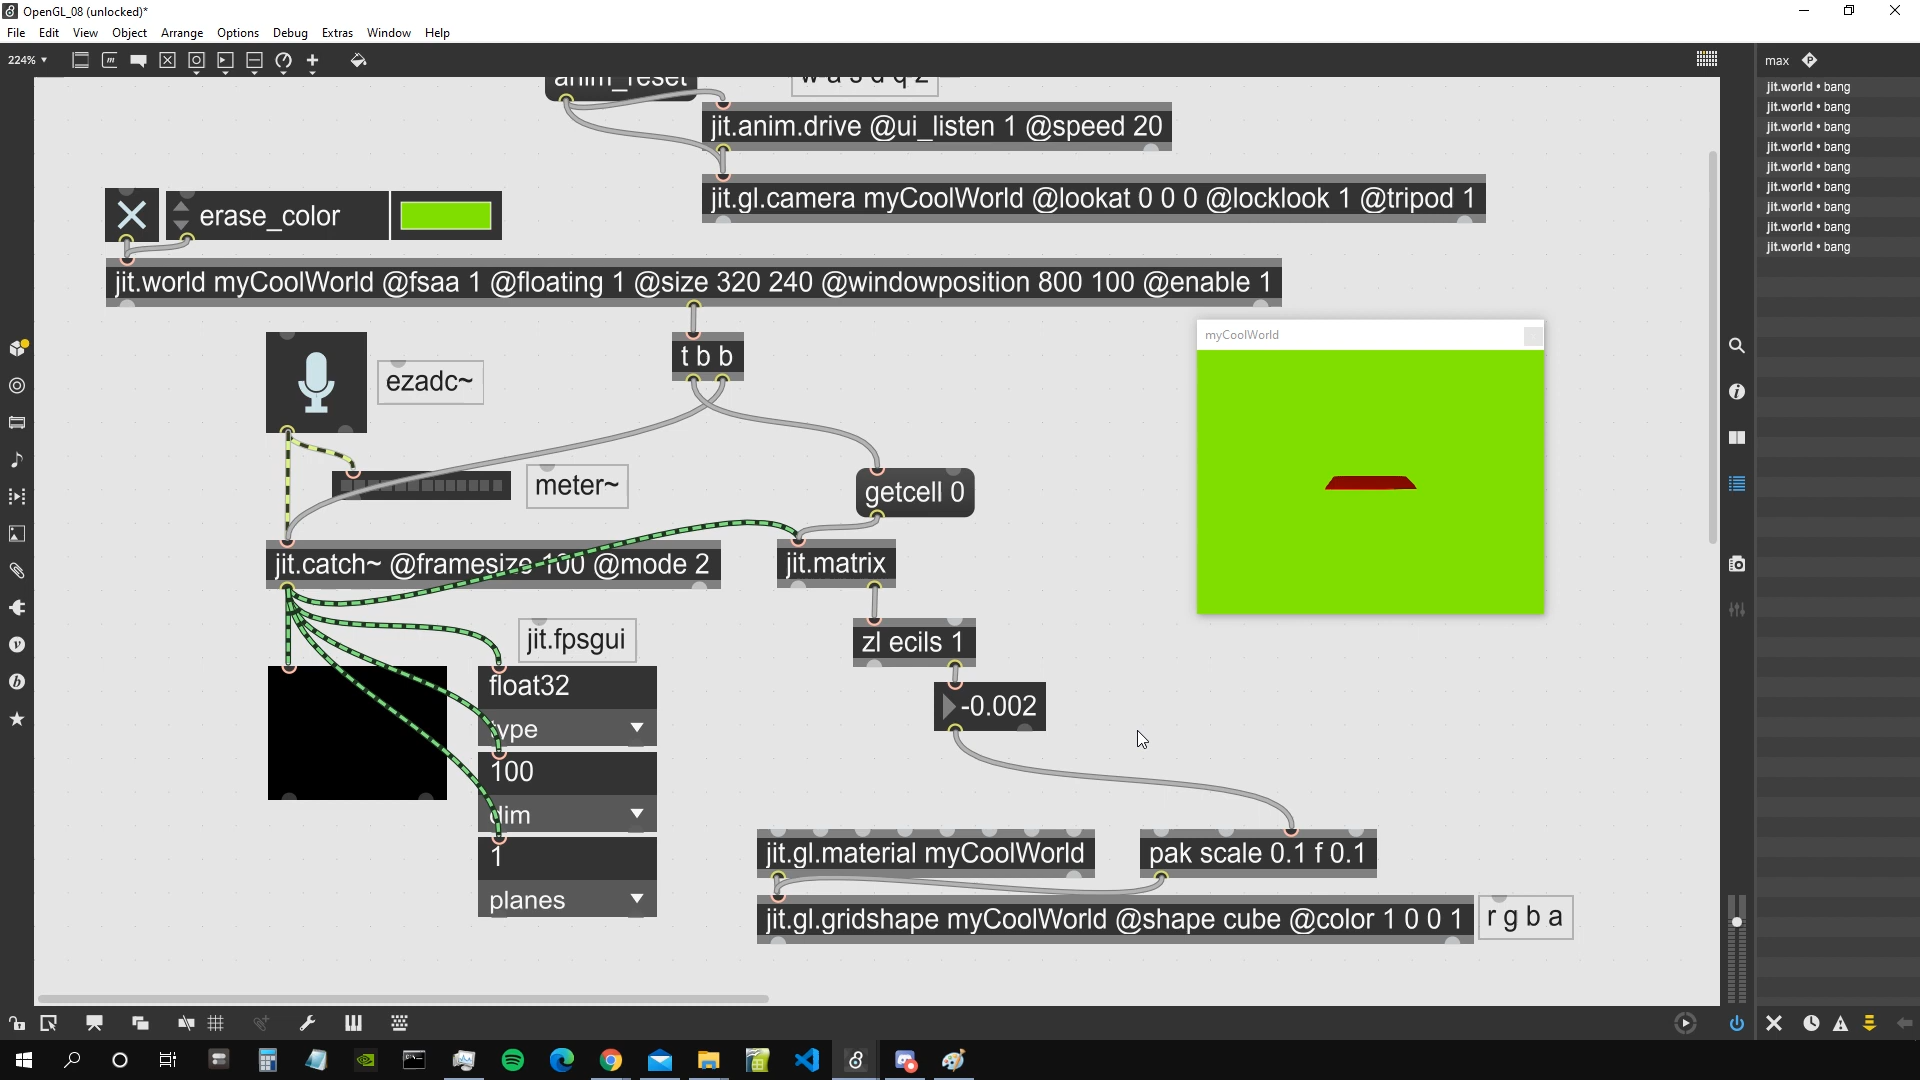 OpenGL_08 (unlocked)*
File Edit View Object Arrange Options Debug Extras Window Help
224%
max
anim_reset
w a s d q z
jit.anim.drive @ui_listen 1 @speed 20
jit.gl.camera myCoolWorld @lookat 0 0 0 @locklook 1 @tripod 1
erase_color
jit.world myCoolWorld @fsaa 1 @floating 1 @size 320 240 @windowposition 800 100 @enable 1
t b b
myCoolWorld
ezadc~
meter~
getcell 0
jit.catch~ @framesize 100 @mode 2
jit.matrix
jit.fpsgui
zl ecils 1
float32
type
-0.002
100
dim
1
planes
jit.gl.material myCoolWorld
pak scale 0.1 f 0.1
jit.gl.gridshape myCoolWorld @shape cube @color 1 0 0 1
r g b a
jit.world • bang
jit.world • bang
jit.world • bang
jit.world • bang
jit.world • bang
jit.world • bang
jit.world • bang
jit.world • bang
jit.world • bang